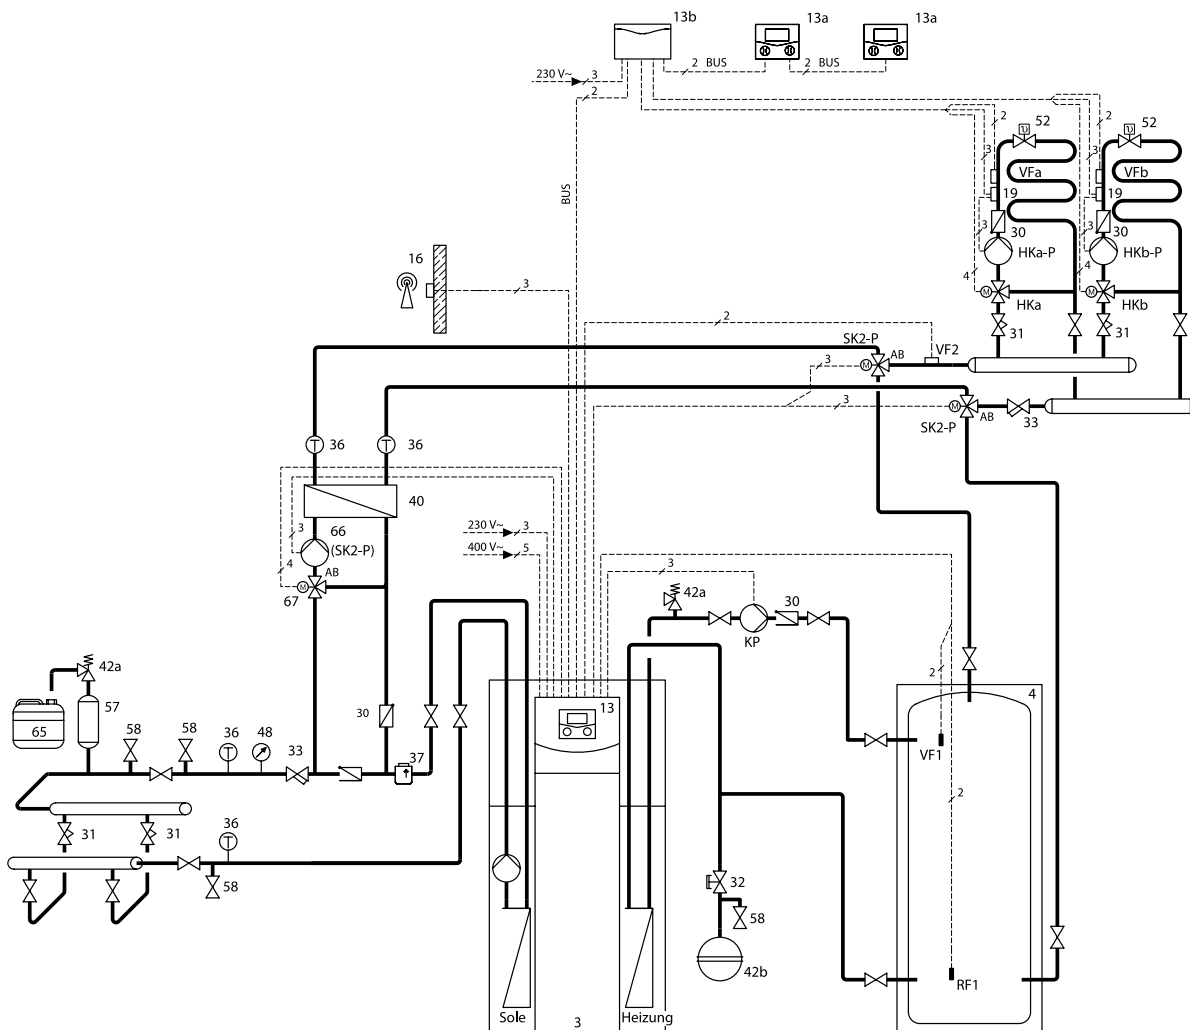 13b
13a
13a
2
BUS
2
BUS
230 V~
3
2
2
2
52
52
3
3
VFa
VFb
19
19
BUS
30
30
3
3
HKa-P
HKb-P
16
3
4
4
M
M
HKa
HKb
2
31
31
SK2-P
VF2
AB
3
M
3
M
AB
SK2-P
33
36
36
40
3
66
(SK2-P)
230 V~
3
400 V~
5
4
AB
M
67
3
42a
30
KP
42a
2
4
57
65
58
58
36
48
33
30
37
13
VF1
2
31
31
36
58
32
58
42b
RF1
Sole
3
Heizung